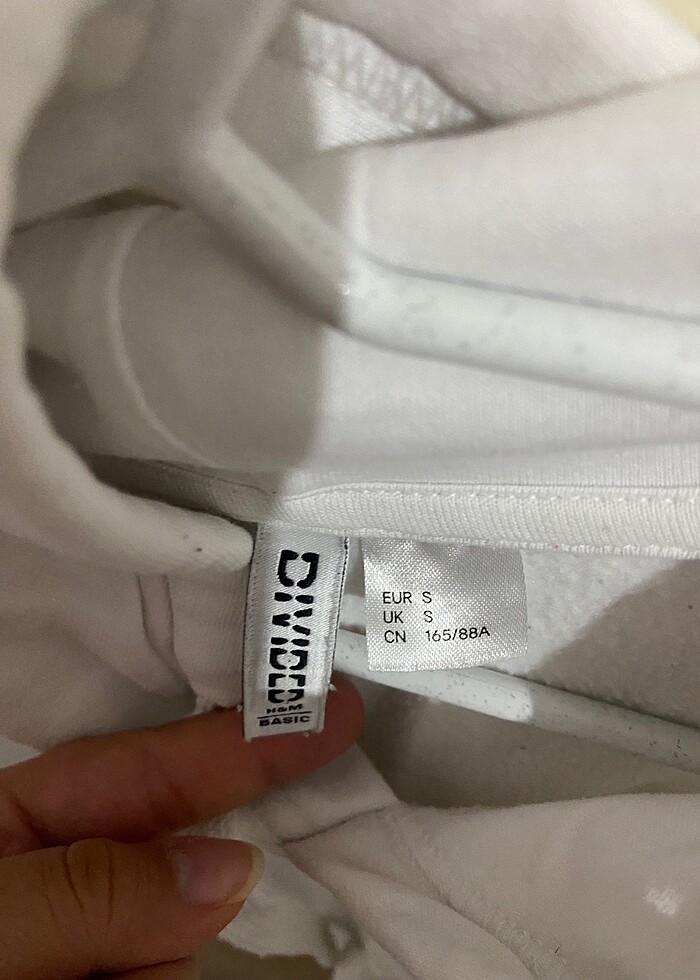 DIVIDED
H&M
BASIC
EUR S
UK S
CN 165/88A